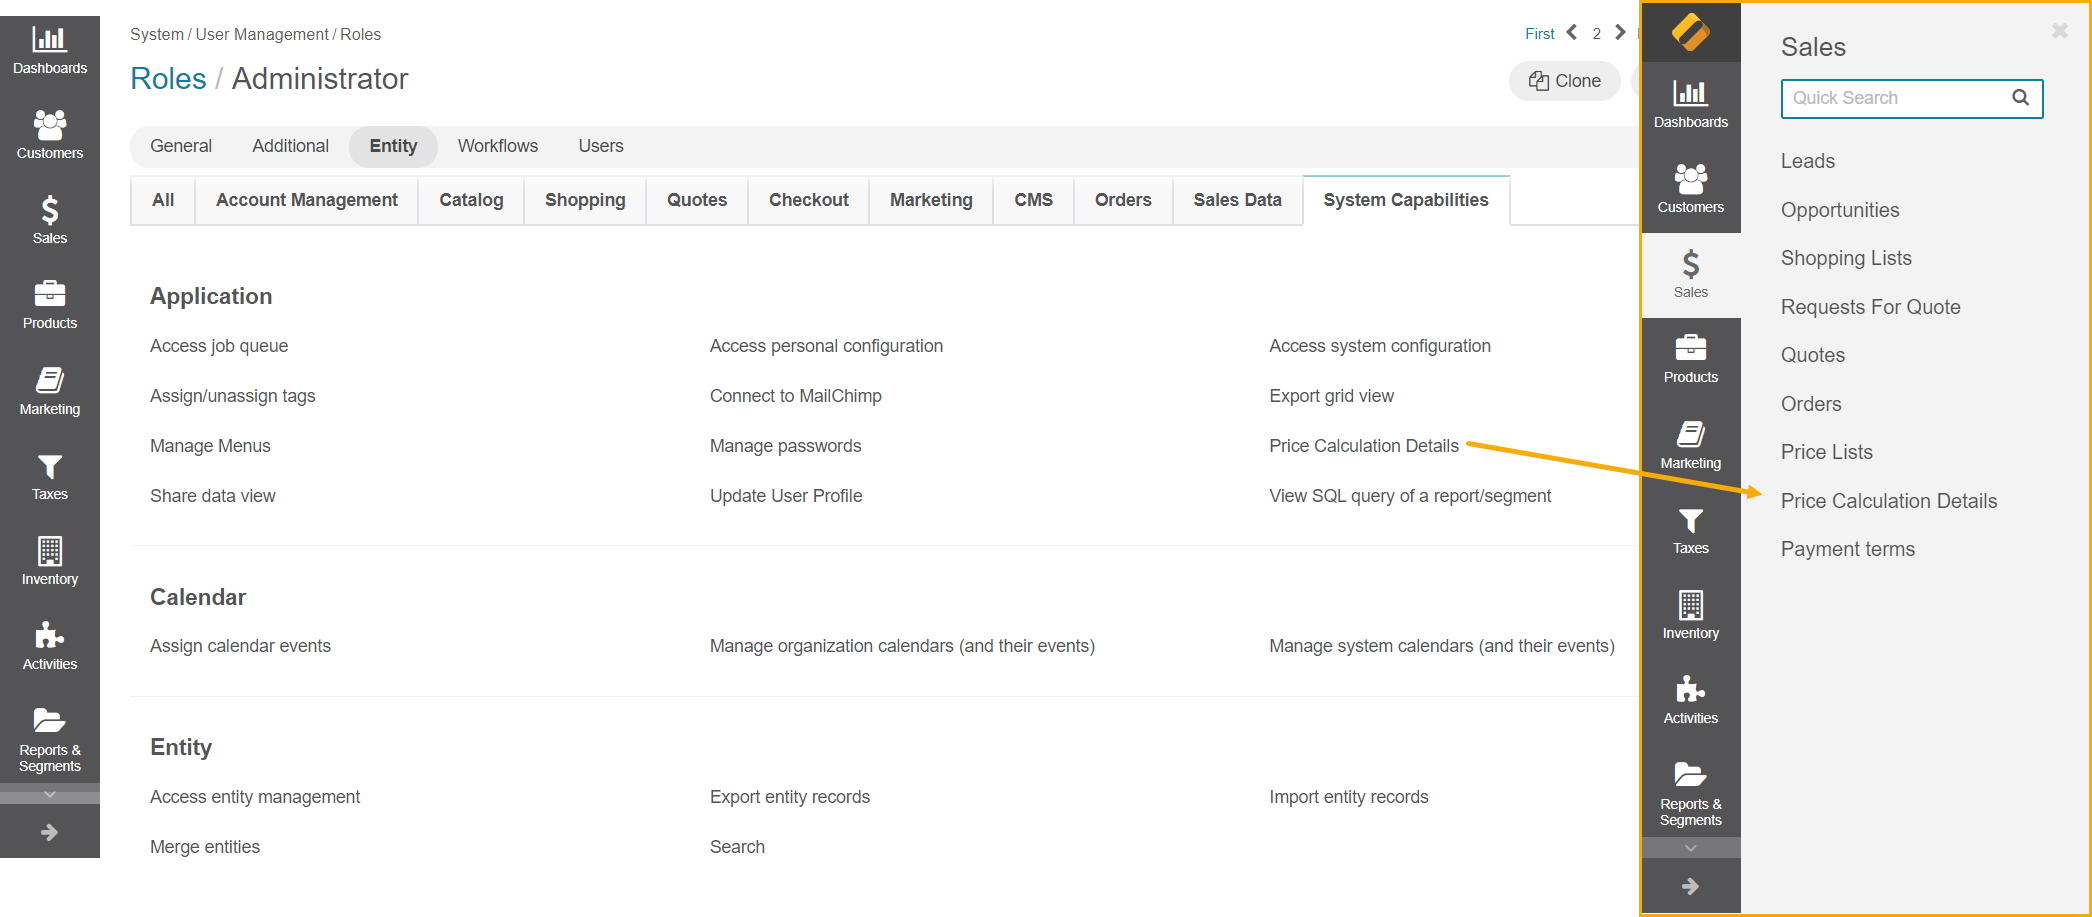 Dashboards
Customers
Sales
Products
Marketing
Taxes
Inventory
Activities
Reports &
Segments
System / User Management / Roles
First 2
Roles / Administrator
Clone
General Additional Entity Workflows Users
All Account Management Catalog Shopping Quotes Checkout Marketing CMS Orders Sales Data System Capabilities
Application
Access job queue Access personal configuration Access system configuration
Assign/unassign tags Connect to MailChimp Export grid view
Manage Menus Manage passwords Price Calculation Details
Share data view Update User Profile View SQL query of a report/segment
Calendar
Assign calendar events Manage organization calendars (and their events) Manage system calendars (and their events)
Entity
Access entity management Export entity records Import entity records
Merge entities Search
Dashboards
Customers
Sales
Products
Marketing
Taxes
Inventory
Activities
Reports &
Segments
Sales
Quick Search
Leads
Opportunities
Shopping Lists
Requests For Quote
Quotes
Orders
Price Lists
Price Calculation Details
Payment terms